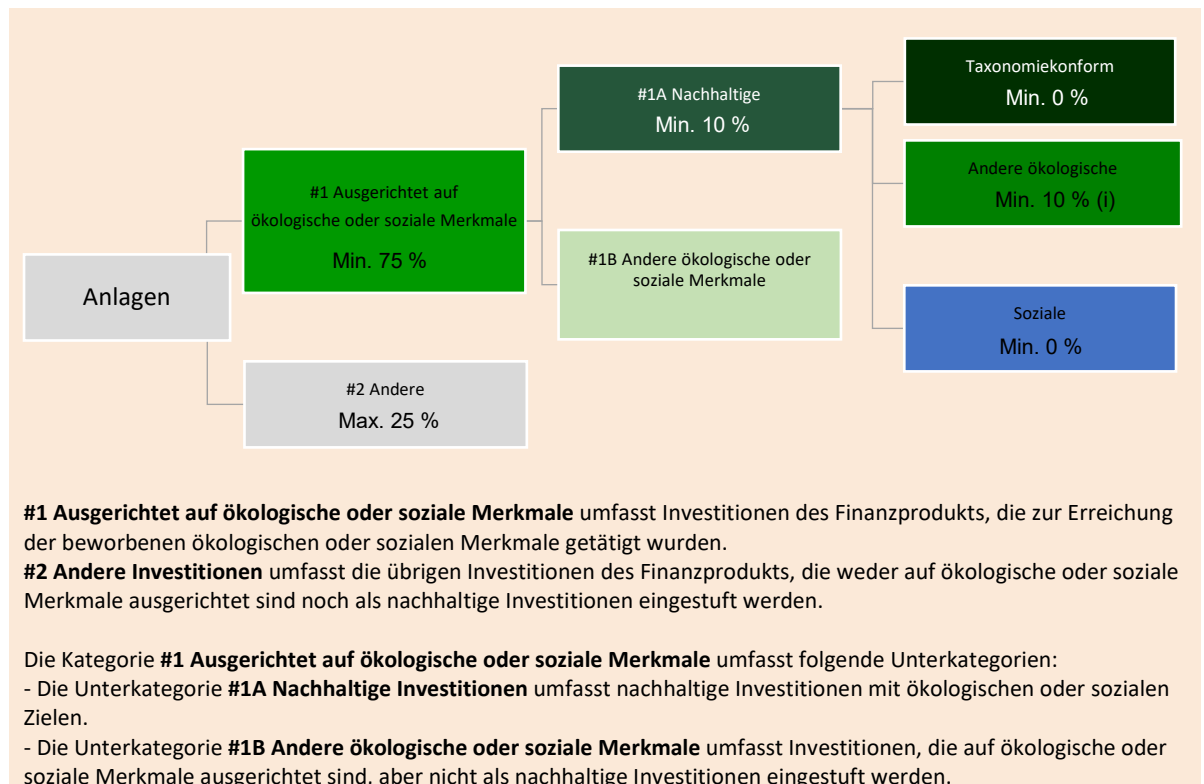 Taxonomiekonform
Min. 0 %
#1A Nachhaltige
Min. 10 %
Andere ökologische
Min. 10 % (i)
#1 Ausgerichtet auf
ökologische oder soziale Merkmale
Min. 75 %
#1B Andere ökologische oder
soziale Merkmale
Anlagen
Soziale
Min. 0 %
#2 Andere
Max. 25 %
#1 Ausgerichtet auf ökologische oder soziale Merkmale umfasst Investitionen des Finanzprodukts, die zur Erreichung
der beworbenen ökologischen oder sozialen Merkmale getätigt wurden.
#2 Andere Investitionen umfasst die übrigen Investitionen des Finanzprodukts, die weder auf ökologische oder soziale
Merkmale ausgerichtet sind noch als nachhaltige Investitionen eingestuft werden.
Die Kategorie #1 Ausgerichtet auf ökologische oder soziale Merkmale umfasst folgende Unterkategorien:
- Die Unterkategorie #1A Nachhaltige Investitionen umfasst nachhaltige Investitionen mit ökologischen oder sozialen
Zielen.
- Die Unterkategorie #1B Andere ökologische oder soziale Merkmale umfasst Investitionen, die auf ökologische oder
soziale Merkmale ausgerichtet sind, aber nicht als nachhaltige Investitionen eingestuft werden.